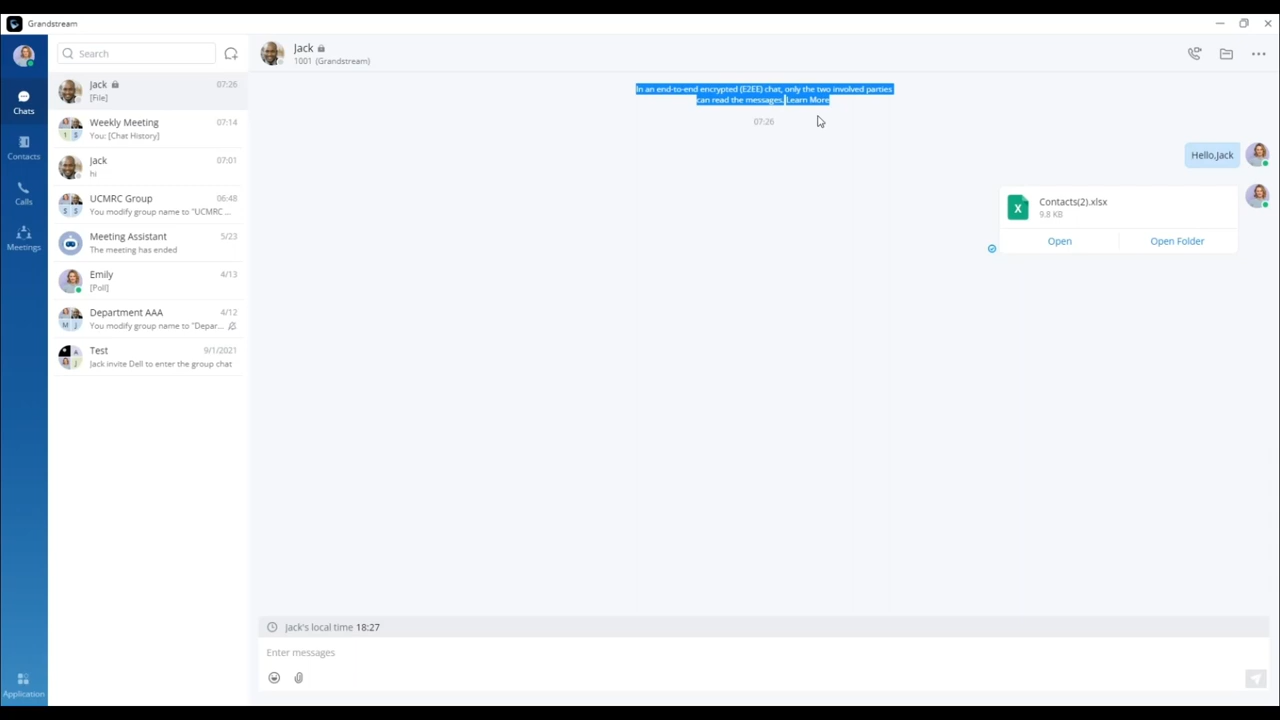 Grandstream
Search
Jack
1001 (Grandstream)
Chats
Contacts
Calls
Meetings
Application
Jack 07:26
[File]
Weekly Meeting 07:14
You: [Chat History]
Jack 07:01
hi
UCMRC Group 06:48
You modify group name to "UCMRC ...
Meeting Assistant 5/23
The meeting has ended
Emily 4/13
[Poll]
Department AAA 4/12
You modify group name to "Depar...
Test 9/1/2021
Jack invite Dell to enter the group chat
In an end-to-end encrypted (E2EE) chat, only the two involved parties
can read the messages. Learn More
07:26
Hello,Jack
Contacts(2).xlsx
9.8 KB
Open Open Folder
Jack's local time 18:27
Enter messages